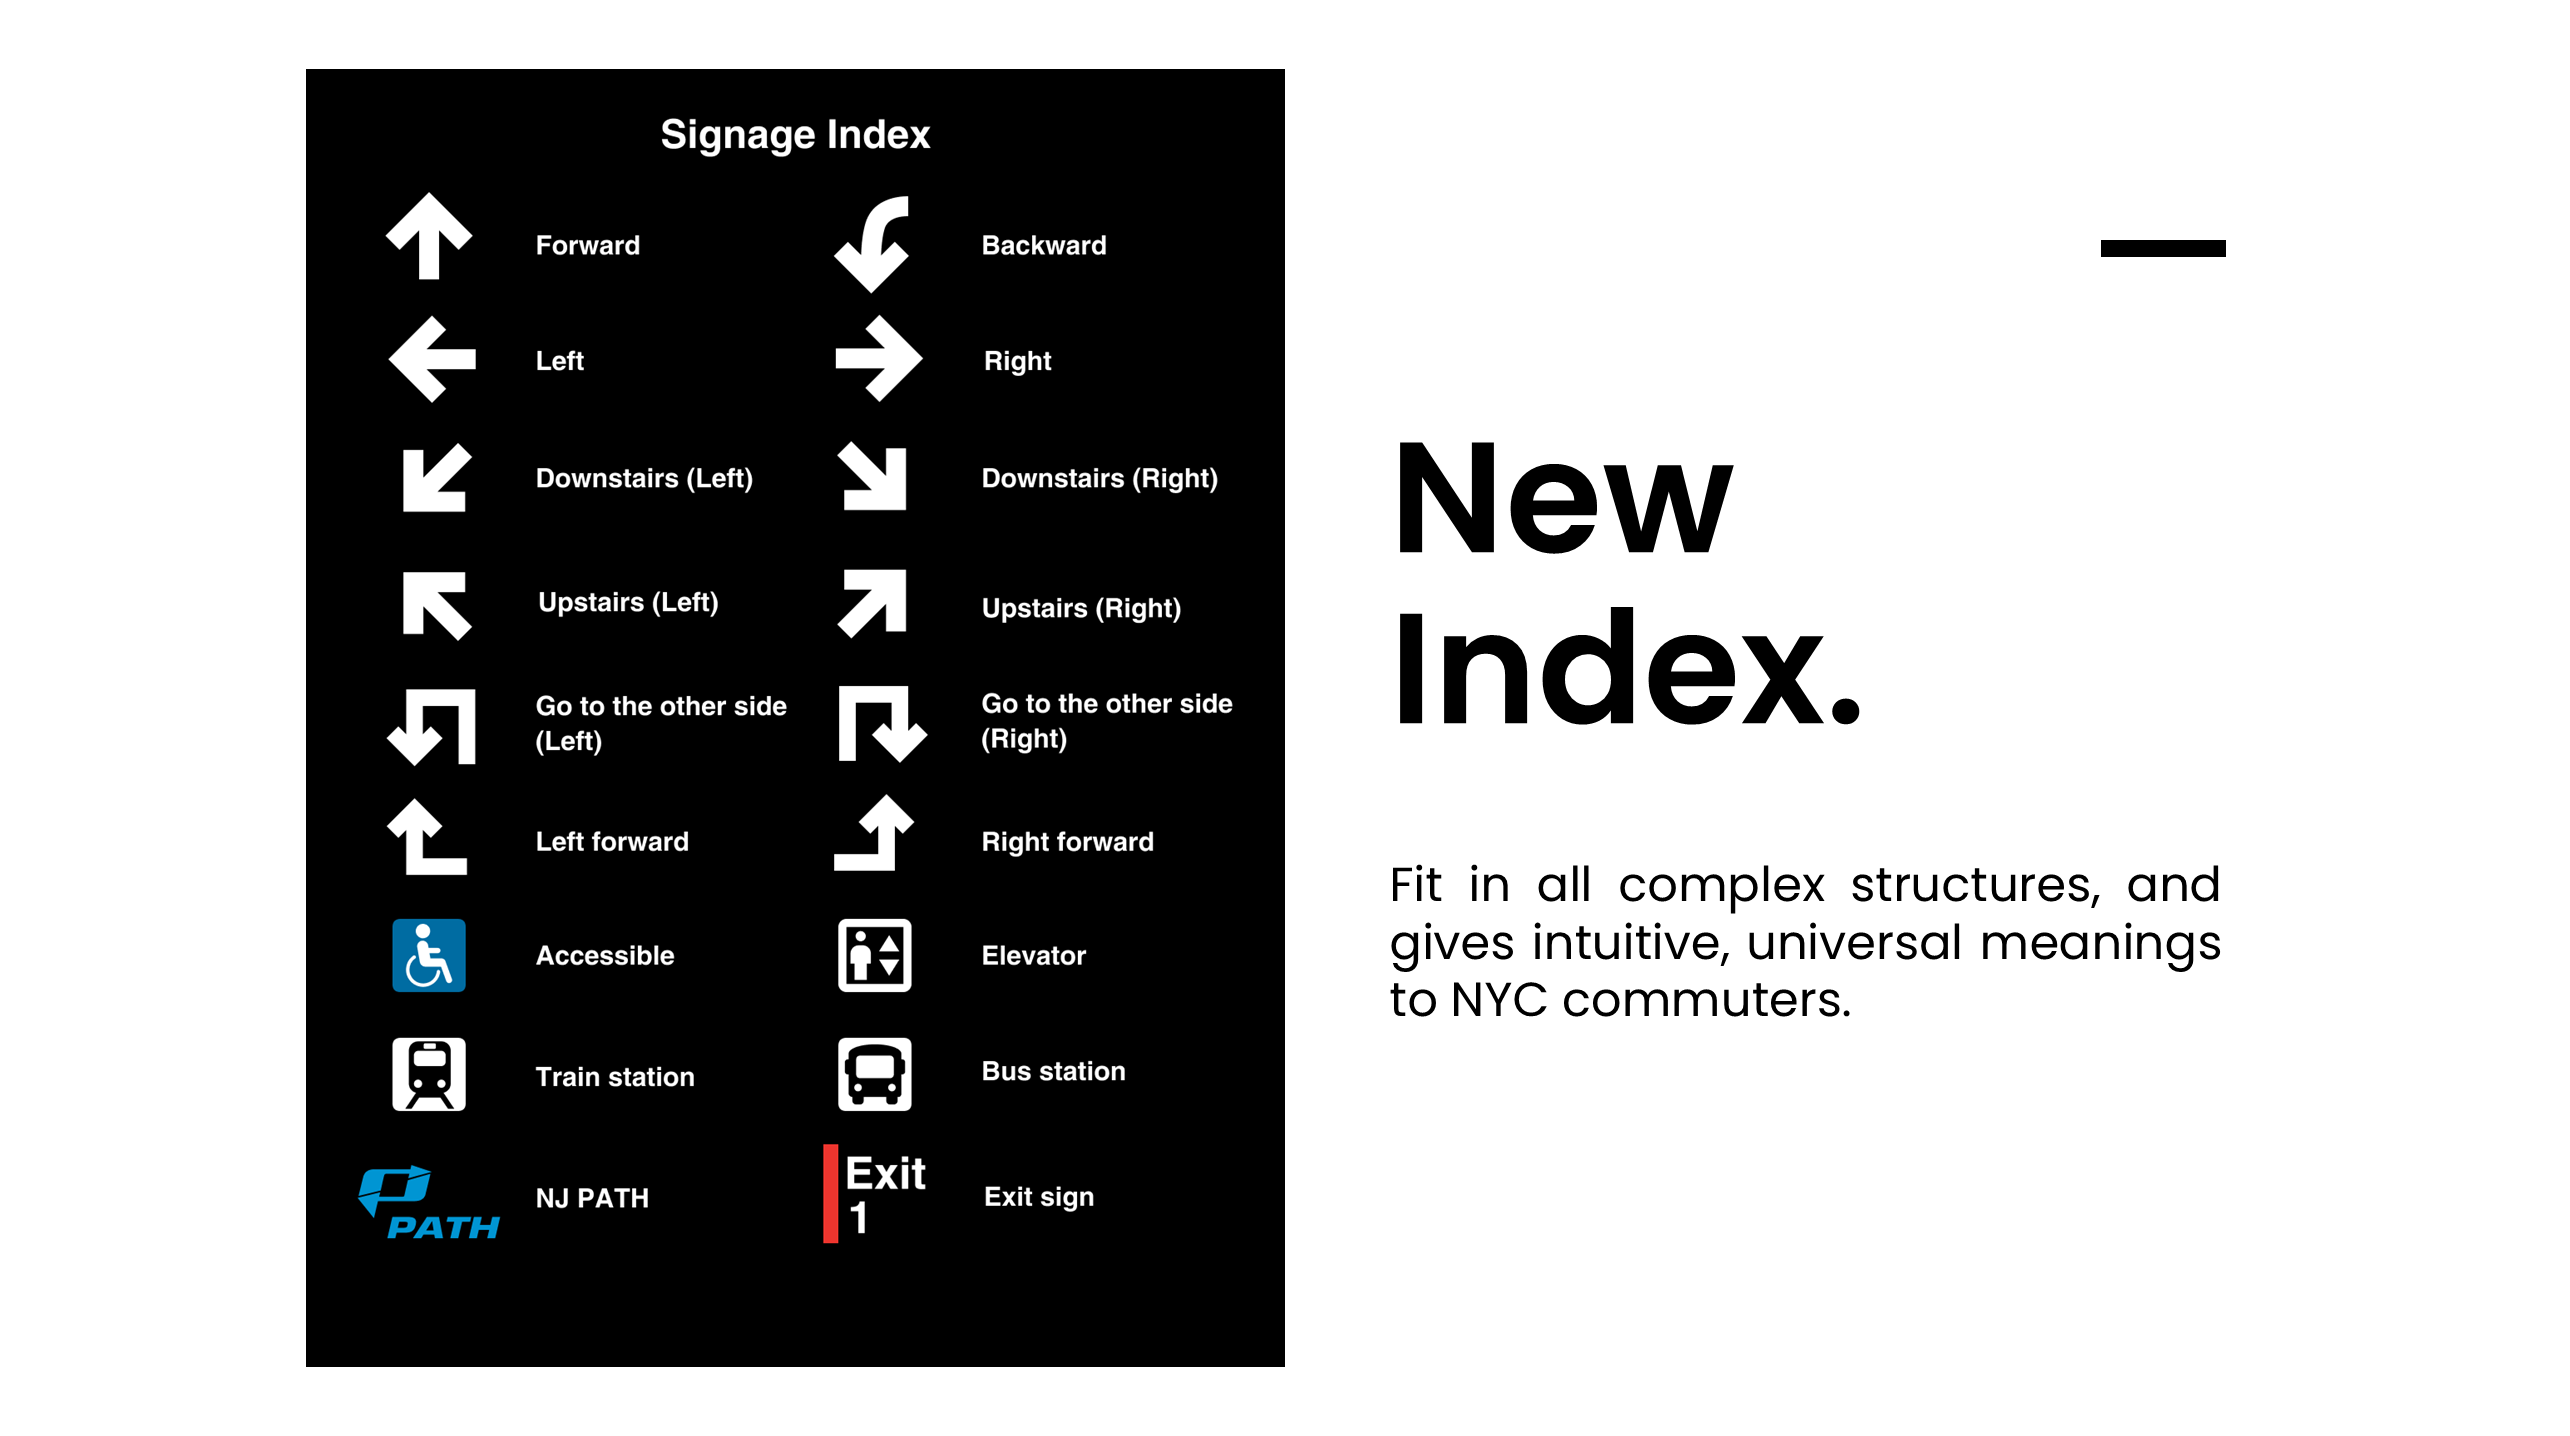 Signage Index
Forward
Backward
Left
Right
Downstairs (Left)
Downstairs (Right)
Upstairs (Left)
Upstairs (Right)
Go to the other side
(Left)
Go to the other side
(Right)
Left forward
Right forward
Accessible
Elevator
Train station
Bus station
PATH
NJ PATH
Exit
1
Exit sign
New
Index.
Fit in all complex structures, and
gives intuitive, universal meanings
to NYC commuters.